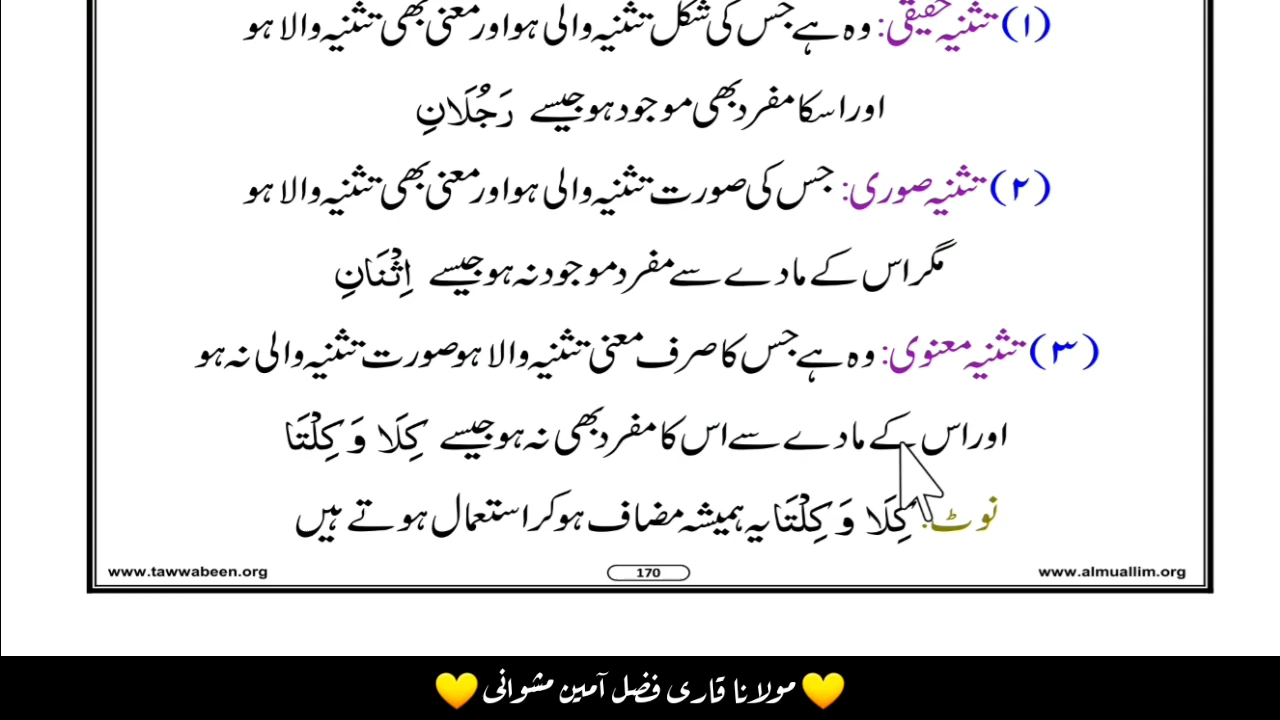 (۱) تثنیہ حقیقی: وہ ہے جس کی شکل تثنیہ والی ہو اور معنی بھی تثنیہ والا ہو
اور اسکا مفرد بھی موجود ہو جیسے رَجُلَانِ
(۲) تثنیہ صوری: جس کی صورت تثنیہ والی ہو اور معنی بھی تثنیہ والا ہو
مگر اس کے مادے سے مفرد موجود نہ ہو جیسے اِثْنَانِ
(۳) تثنیہ معنوی: وہ ہے جس کا صرف معنی تثنیہ والا ہو صورت تثنیہ والی نہ ہو
اور اس کے مادے سے اس کا مفرد بھی نہ ہو جیسے کِلَا وَ کِلْتَا
نوٹ: کِلَا وَ کِلْتَا یہ ہمیشہ مضاف ہو کر استعمال ہوتے ہیں
www.tawwabeen.org 170 www.almuallim.org
💛 مولانا قاری فضل آمین مشوانی 💛